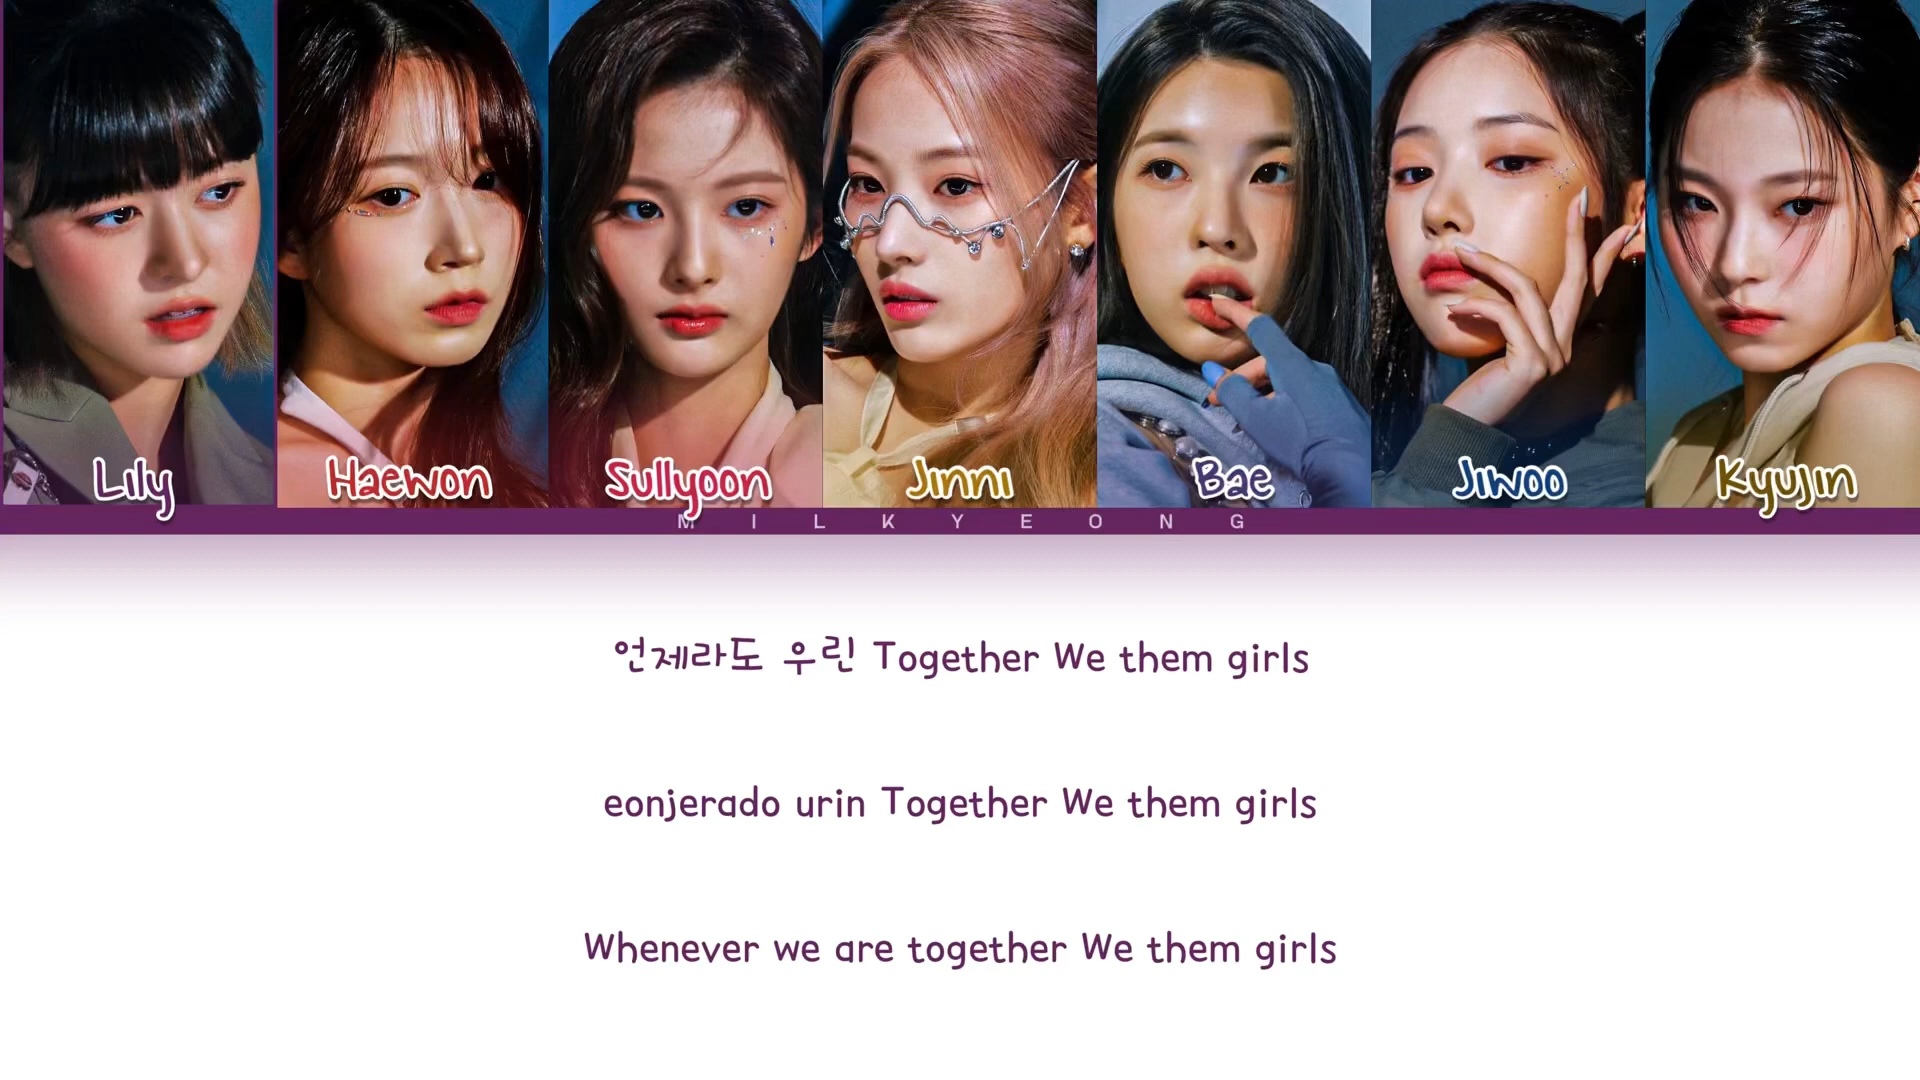 Lily Haewon Sullyoon Jinni Bae Jiwoo Kyujin
MILKYEONG
언제라도 우린 Together We them girls
eonjerado urin Together We them girls
Whenever we are together We them girls